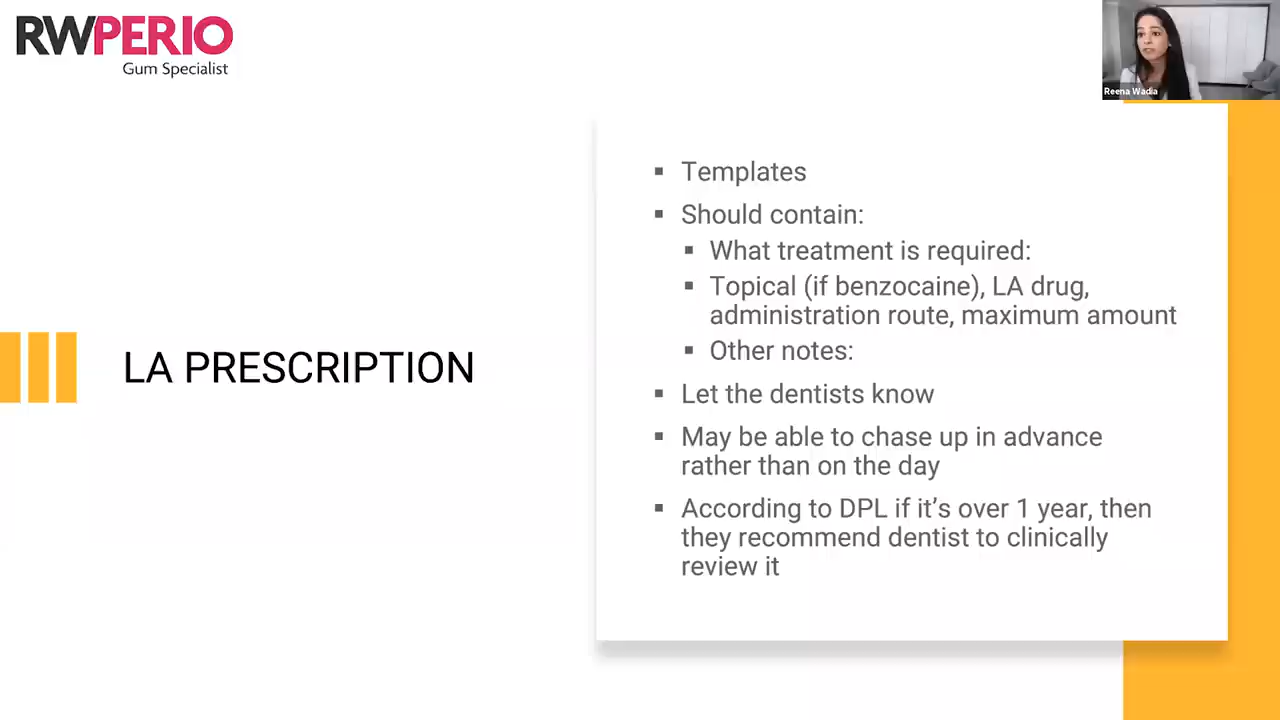 RWPERIO
Gum Specialist
Reena Wadia
LA PRESCRIPTION
Templates
Should contain:
What treatment is required:
Topical (if benzocaine), LA drug,
administration route, maximum amount
Other notes:
Let the dentists know
May be able to chase up in advance
rather than on the day
According to DPL if it's over 1 year, then
they recommend dentist to clinically
review it